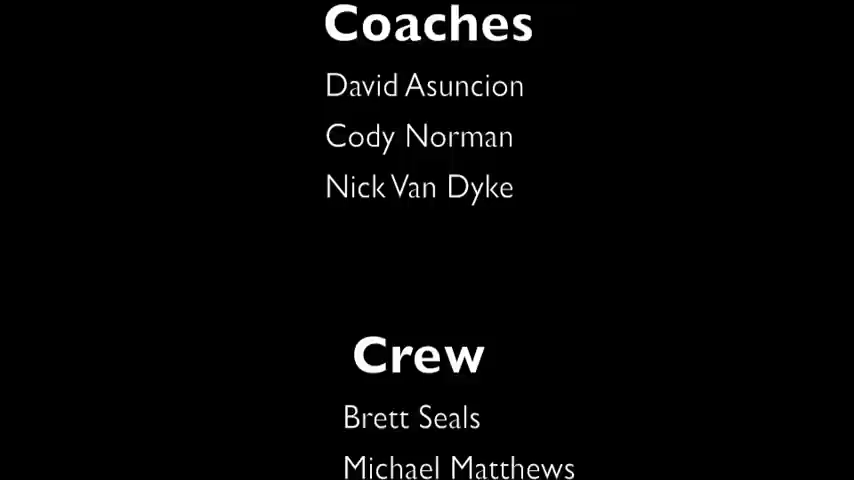 Coaches
David Asuncion
Cody Norman
Nick Van Dyke
Crew
Brett Seals
Michael Matthews